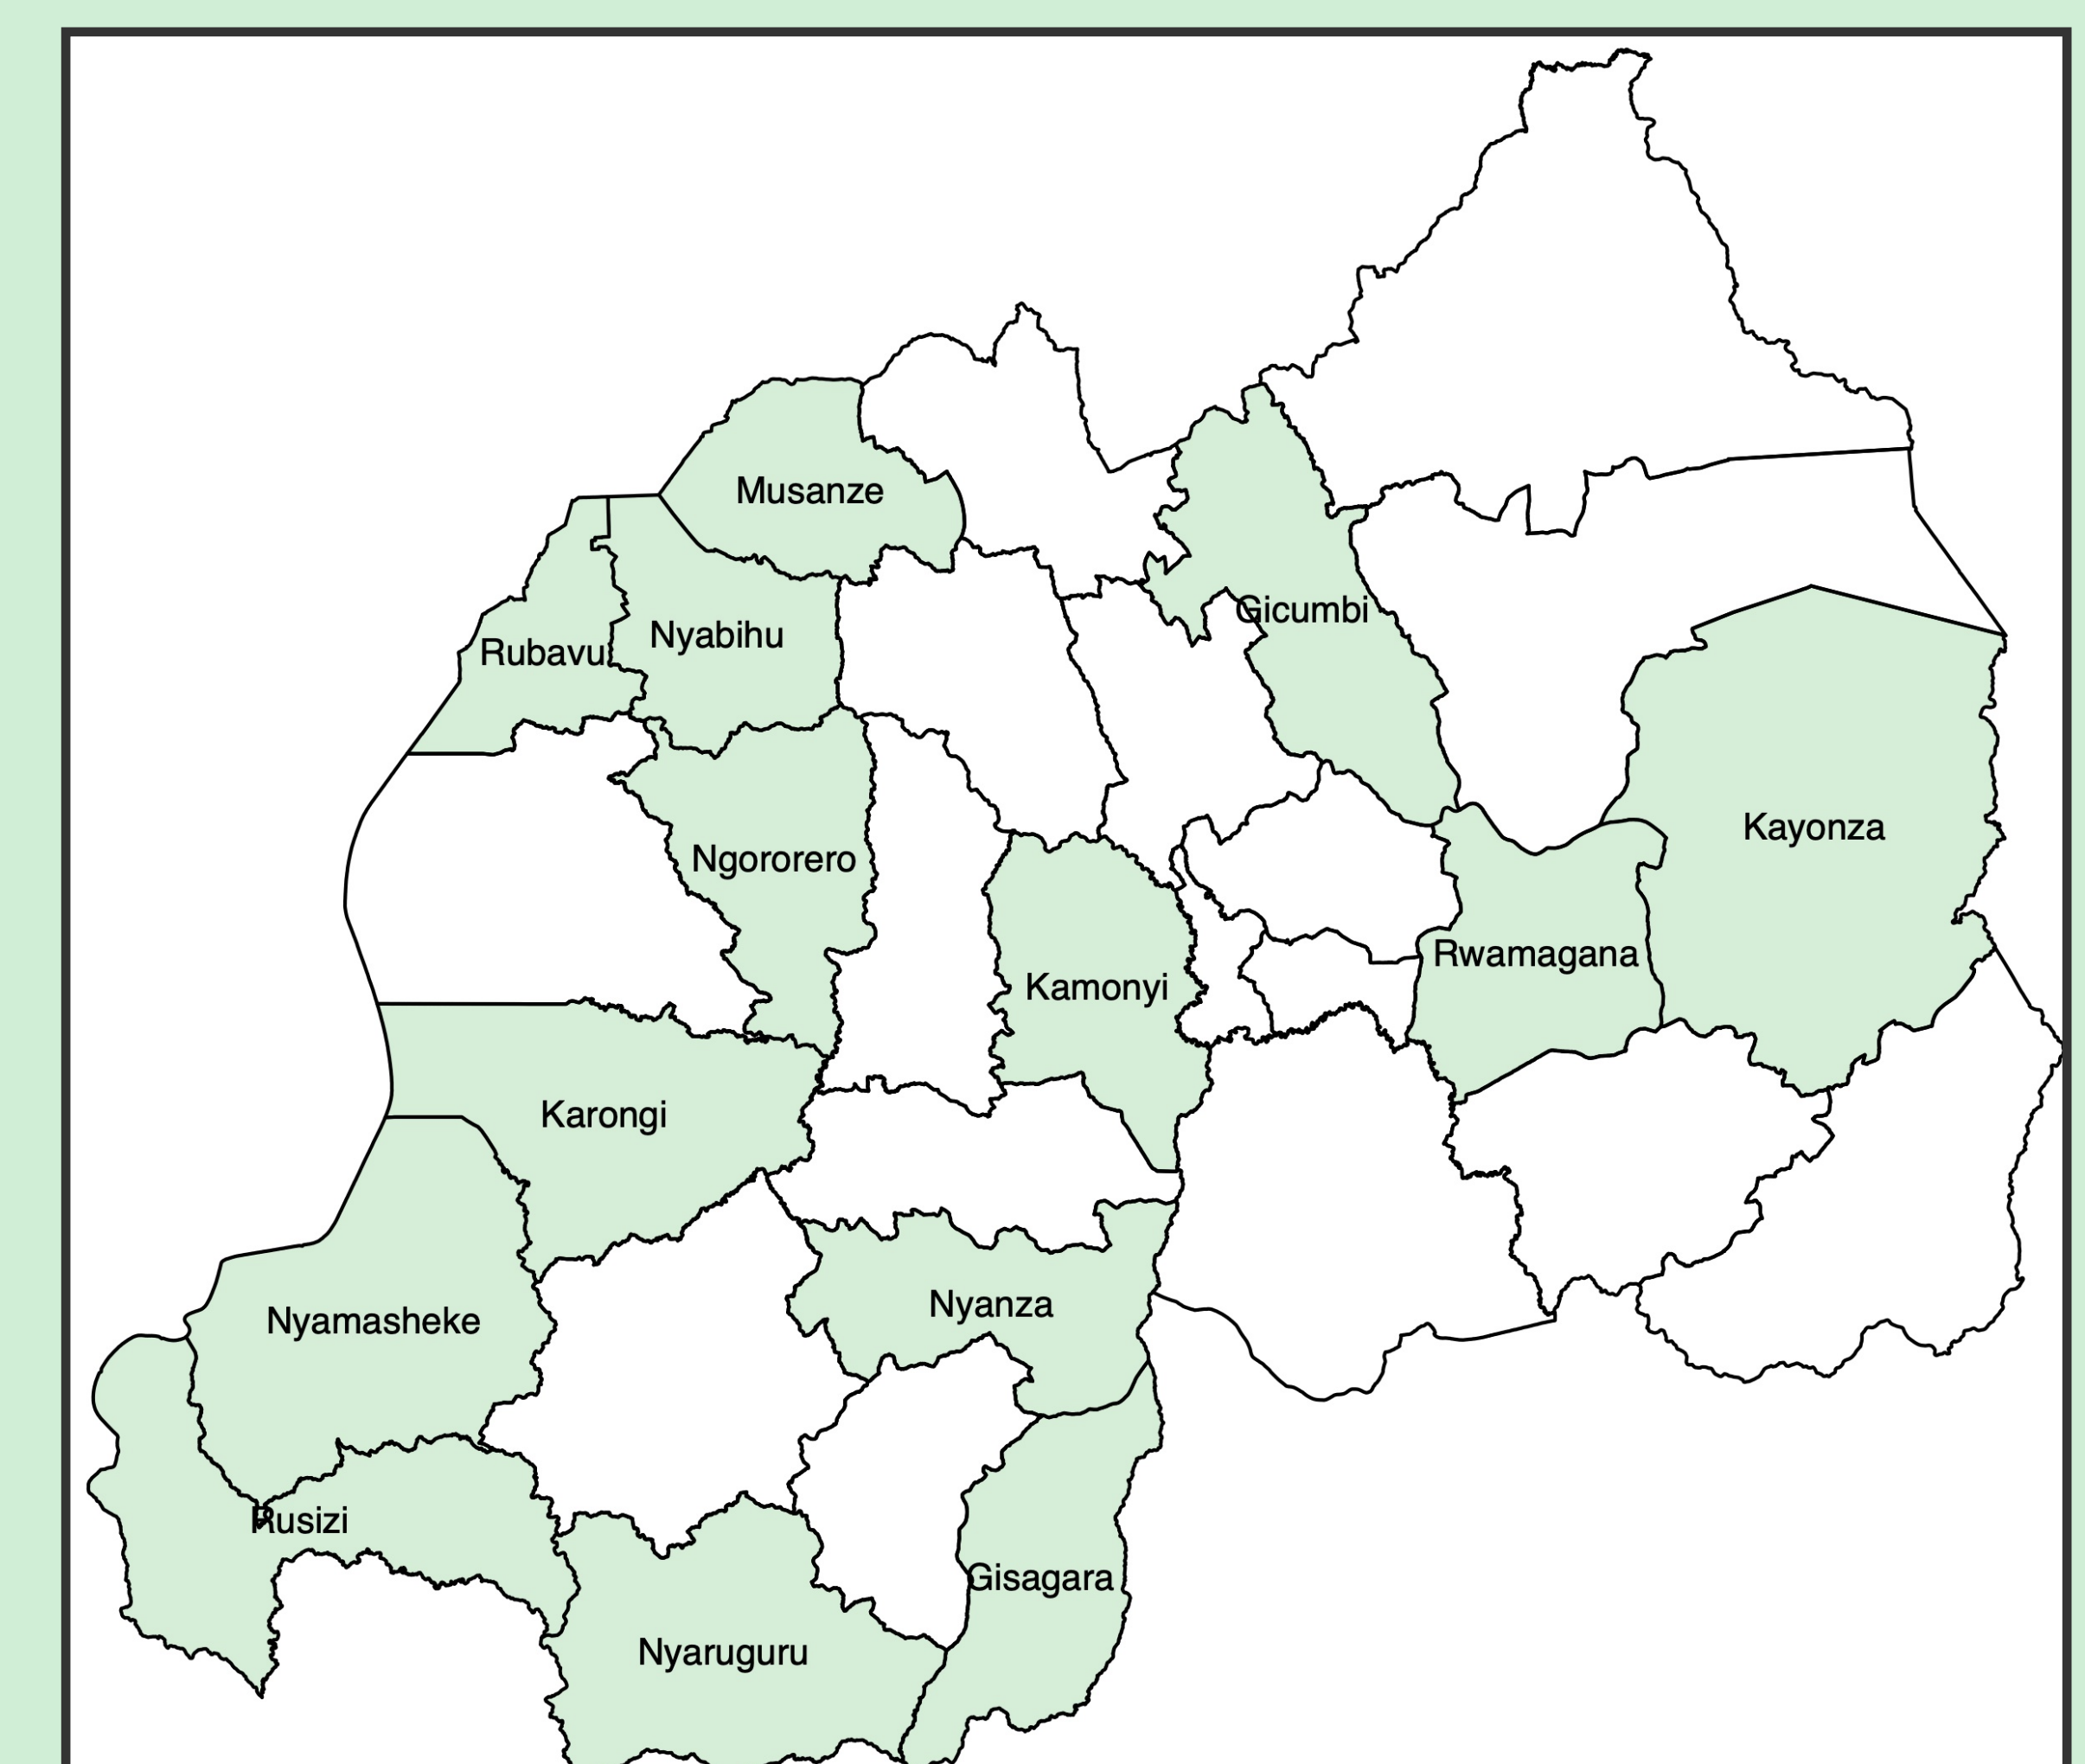 Musanze
Gicumbi
Nyabihu
Rubavu
Kayonza
Ngororero
Rwamagana
Kamonyi
Karongi
Nyanza
Nyamasheke
Rusizi
Gisagara
Nyaruguru